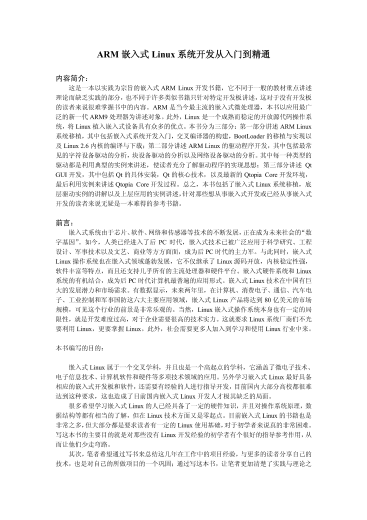 ARM 嵌入式 Linux 系统开发从入门到精通
内容简介：
这是一本以实践为宗旨的嵌入式 ARM Linux 开发书籍，它不同于一般的教材重点讲述
理论而缺乏实践的部分，也不同于许多类似书籍只针对特定开发板讲述，这对于没有开发板
的读者来说很难掌握书中的内容。ARM 是当今最主流的嵌入式微处理器，本书以应用最广
泛的新一代 ARM9 处理器为讲述对象。此外，Linux 是一个成熟而稳定的开放源代码操作系
统，将 Linux 植入嵌入式设备具有众多的优点。本书分为三部分：第一部分讲述 ARM Linux
系统移植，其中包括嵌入式系统开发入门，交叉编译器的构建、BootLoader 的移植与实现以
及 Linux 2.6 内核的编译与下载；第二部分讲述 ARM Linux 的驱动程序开发，其中包括最常
见的字符设备驱动的分析、块设备驱动的分析以及网络设备驱动的分析，其中每一种类型的
驱动都是利用典型的实例来讲述，使读者充分了解驱动程序的实现思想；第三部分讲述 Qt
GUI 开发，其中包括 Qt 的具体安装，Qt 的核心技术，以及最新的 Qtopia Core 开发环境，
最后利用实例来讲述 Qtopia Core 开发过程。总之，本书包括了嵌入式 Linux 系统移植，底
层驱动实例的讲解以及上层应用的实例讲述，针对那些想从事嵌入式开发或已经从事嵌入式
开发的读者来说无疑是一本难得的参考书籍。
前言：
嵌入式系统由于芯片、软件、网络和传感器等技术的不断发展，正在成为未来社会的“数
字基因”。如今，人类已经进入了后 PC 时代，嵌入式技术已被广泛应用于科学研究、工程
设计、军事技术以及文艺、商业等方方面面，成为后 PC 时代的主力军。与此同时，嵌入式
Linux 操作系统也在嵌入式领域蓬勃发展，它不仅继承了 Linux 源码开放，内核稳定性强，
软件丰富等特点，而且还支持几乎所有的主流处理器和硬件平台。嵌入式硬件系统和 Linux
系统的有机结合，成为后 PC 时代计算机最普遍的应用形式。嵌入式 Linux 技术在中国有巨
大的发展潜力和市场需求。有数据显示，未来两年里，在计算机、消费电子、通信、汽车电
子、工业控制和军事国防这六大主要应用领域，嵌入式 Linux 产品将达到 80 亿美元的市场
规模，可见这个行业的前景是非常乐观的。当然，Linux 嵌入式操作系统本身也有一定的局
限性，就是开发难度过高，对于企业需要很高的技术实力。这就要求 Linux 系统厂商们不光
要利用 Linux，更要掌握 Linux。此外，社会需要更多人加入到学习和使用 Linux 行业中来。
本书编写的目的：
嵌入式 Linux 属于一个交叉学科，并且也是一个高起点的学科，它涵盖了微电子技术、
电子信息技术、计算机软件和硬件等多项技术领域的应用。另外学习嵌入式 Linux 最好具备
相应的嵌入式开发板和软件，还需要有经验的人进行指导开发，目前国内大部分高校都很难
达到这种要求，这也造成了目前国内嵌入式 Linux 开发人才极其缺乏的局面。
很多希望学习嵌入式 Linux 的人已经具备了一定的硬件知识，并且对操作系统原理、数
据结构等都有相当的了解，但在 Linux 技术方面又是零起点。目前嵌入式 Linux 的书籍也是
非常之多，但大部分都是要求读者有一定的 Linux 使用基础，对于初学者来说真的非常困难。
写这本书的主要目的就是对那些没有 Linux 开发经验的初学者有个很好的指导参考作用，从
而让他们少走弯路。
其次，笔者希望通过写书来总结这几年在工作中的项目经验，与更多的读者分享自己的
技术，也是对自己的所做项目的一个巩固；通过写这本书，让笔者更加清楚了实践与理论之